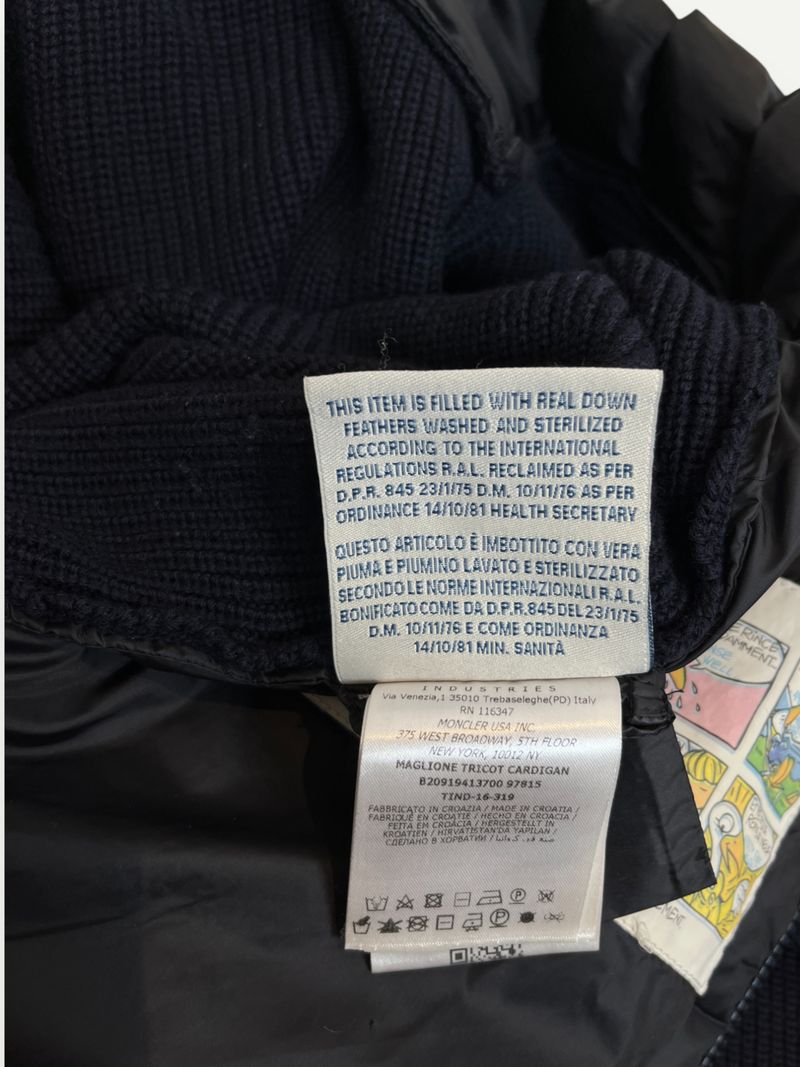 THIS ITEM IS FILLED WITH REAL DOWN
FEATHERS WASHED AND STERILIZED
ACCORDING TO THE INTERNATIONAL
REGULATIONS R.A.L. RECLAIMED AS PER
D.P.R. 845 23/1/75 D.M. 10/11/76 AS PER
ORDINANCE 14/10/81 HEALTH SECRETARY
QUESTO ARTICOLO È IMBOTTITO CON VERA
PIUMA E PIUMINO LAVATO E STERILIZZATO
SECONDO LE NORME INTERNAZIONALI R.A.L.
BONIFICATO COME DA D.P.R. 845 DEL 23/1/75
D.M. 10/11/76 E COME ORDINANZA
14/10/81 MIN. SANITÀ
INDUSTRIES
Via Venezia,1 35010 Trebaseleghe(PD) Italy
RN 116347
MONCLER USA INC.
375 WEST BROADWAY, 5TH FLOOR
NEW YORK, 10012 NY
MAGLIONE TRICOT CARDIGAN
B20919413700 97815
TIND-16-319
FABBRICATO IN CROAZIA / MADE IN CROATIA /
FABRIQUÉ EN CROATIE / HECHO EN CROACIA /
FEITA EM CROÁCIA / HERGESTELLT IN
KROATIEN / HIRVATISTAN'DA YAPILAN /
СДЕЛАНО В ХОРВАТИИ /
WELL